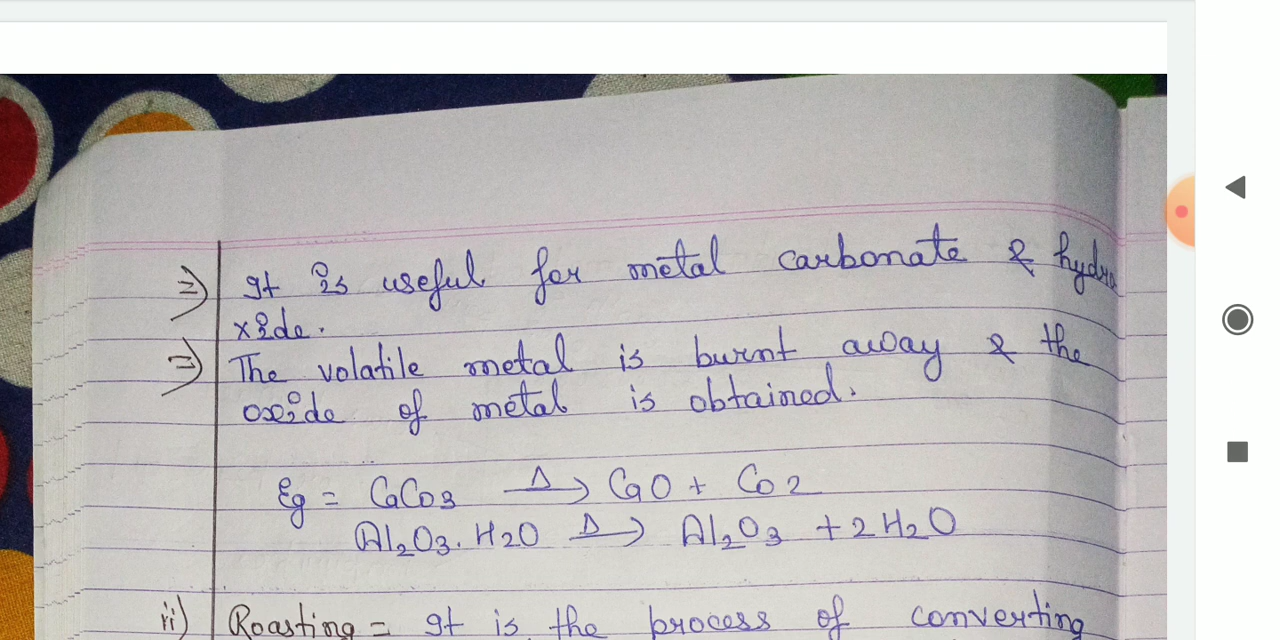 ⇒) It is useful for metal carbonate & hydro
xide.
⇒) The volatile metal is burnt away & the
oxide of metal is obtained.
Eg = CaCo3 —Δ→ CaO + Co2
Al2O3.H2O —Δ→ Al2O3 + 2H2O
ii) Roasting = It is the process of converting